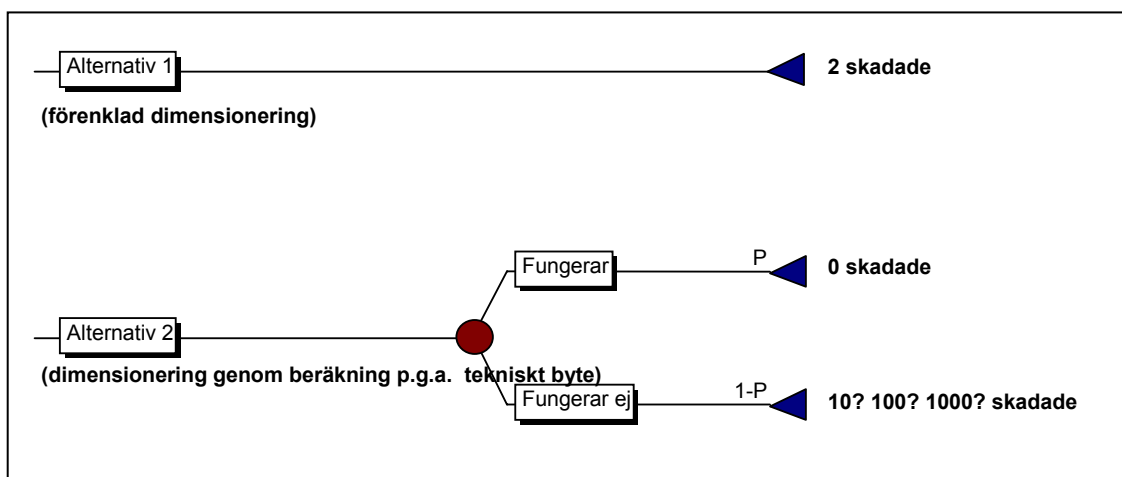 Alternativ 1
2 skadade
(förenklad dimensionering)
Fungerar
P
0 skadade
Alternativ 2
(dimensionering genom beräkning p.g.a. tekniskt byte)
Fungerar ej
1-P
10? 100? 1000? skadade